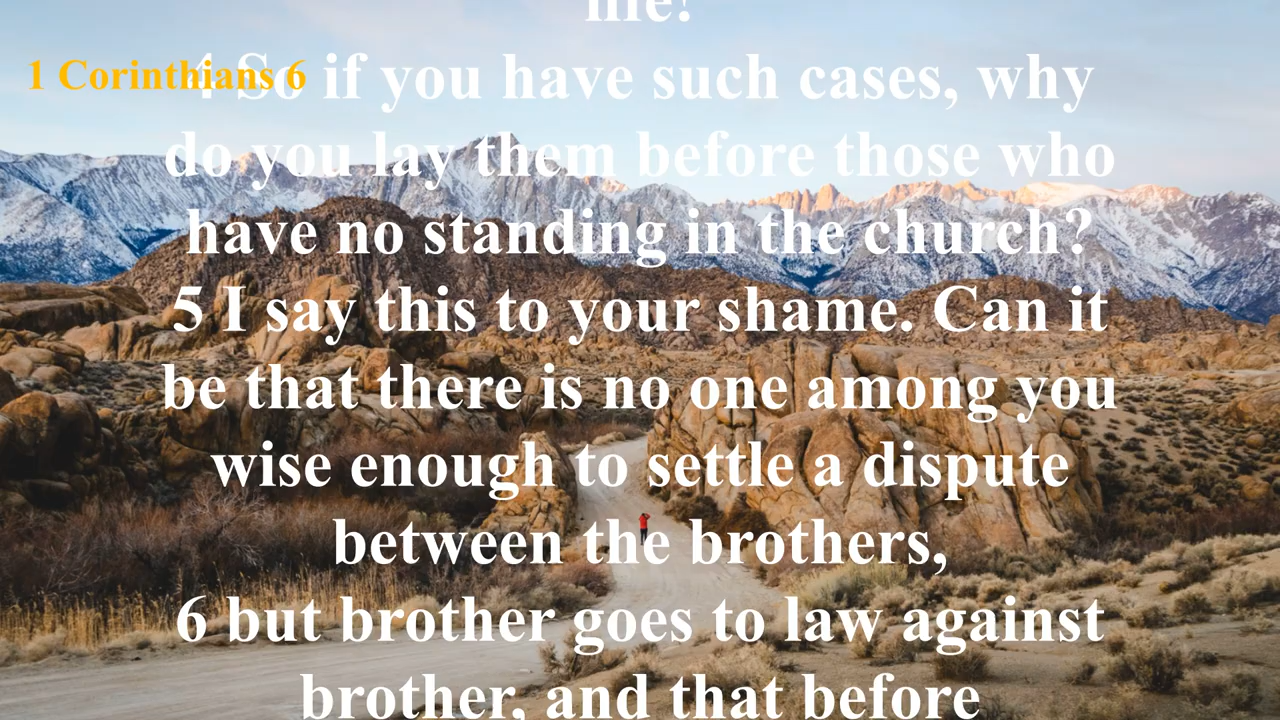 life!
1 Corinthians 6
4 So if you have such cases, why
do you lay them before those who
have no standing in the church?
5 I say this to your shame. Can it
be that there is no one among you
wise enough to settle a dispute
between the brothers,
6 but brother goes to law against
brother, and that before